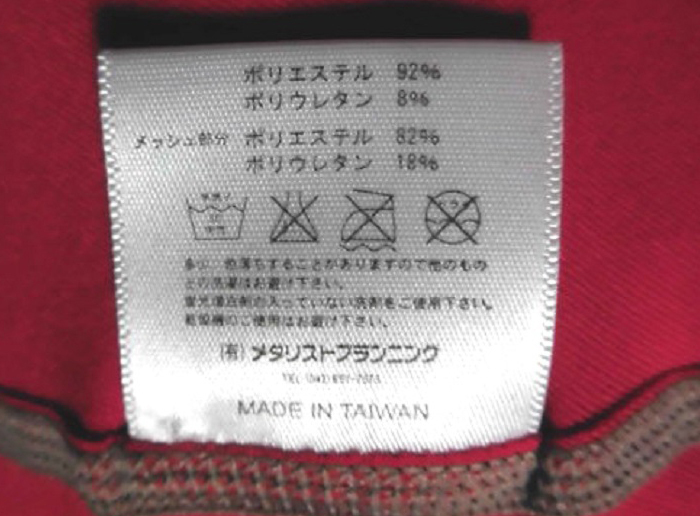 ポリエステル 92%
ポリウレタン 8%
メッシュ部分 ポリエステル 82%
ポリウレタン 18%
多少、色落ちすることがありますので他のもの
との洗濯はお避け下さい。
蛍光増白剤の入っていない洗剤をご使用下さい。
乾燥機のご使用はお避け下さい。
(有) メタリストプランニング
MADE IN TAIWAN